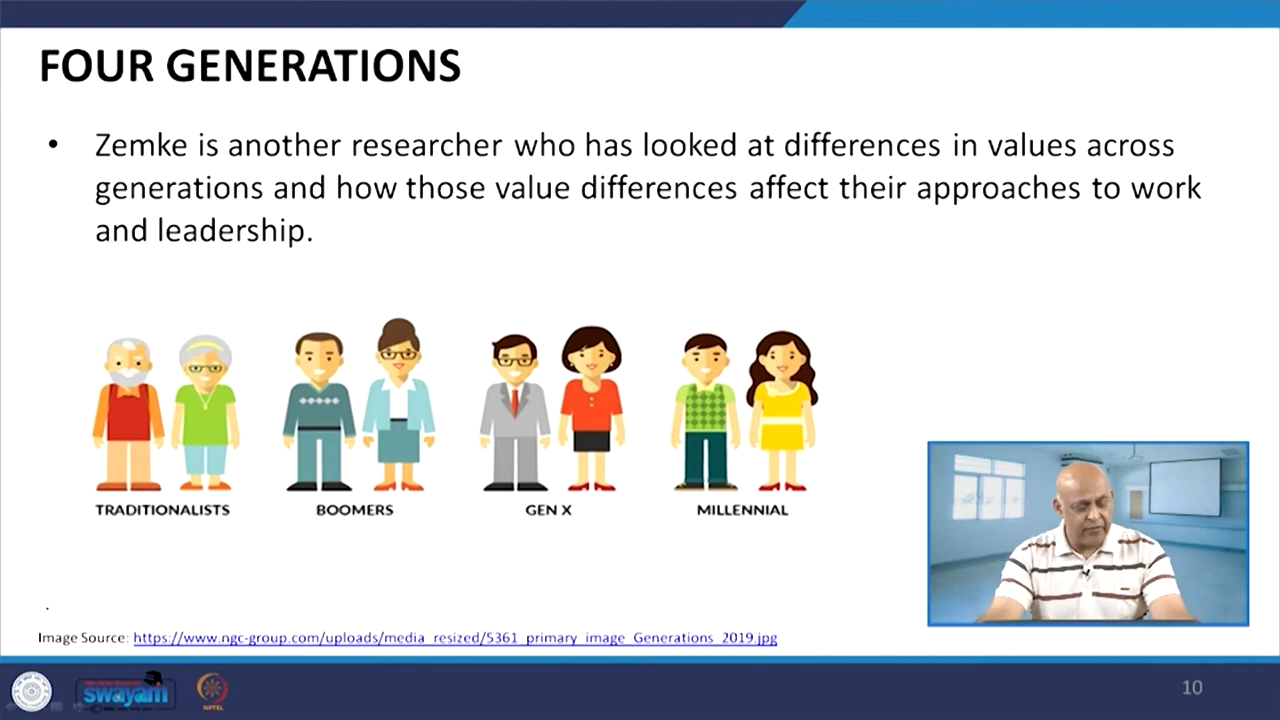 FOUR GENERATIONS
• Zemke is another researcher who has looked at differences in values across
generations and how those value differences affect their approaches to work
and leadership.
TRADITIONALISTS BOOMERS GEN X MILLENNIAL
Image Source: https://www.ngc-group.com/uploads/media_resized/5361_primary_image_Generations_2019.jpg
swayam NPTEL 10